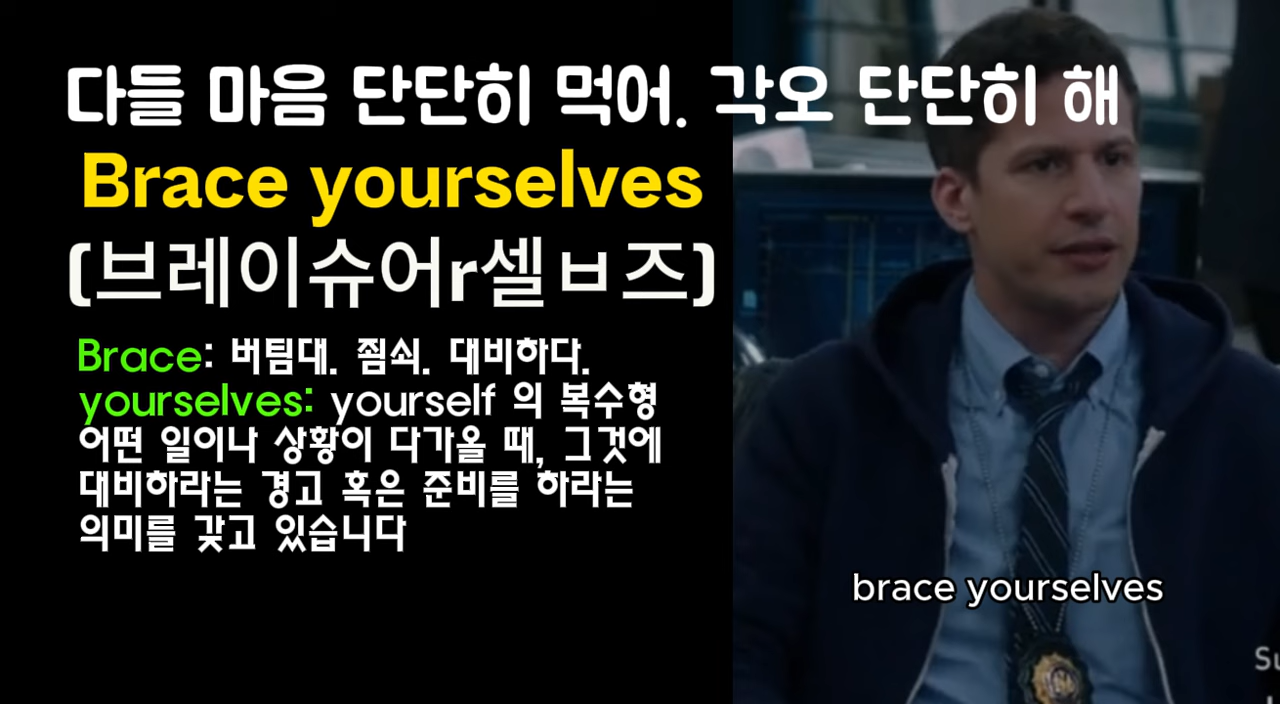 다들 마음 단단히 먹어. 각오 단단히 해
Brace yourselves
(브레이슈어r셀ㅂ즈)
Brace: 버팀대. 죔쇠. 대비하다.
yourselves: yourself 의 복수형
어떤 일이나 상황이 다가올 때, 그것에
대비하라는 경고 혹은 준비를 하라는
의미를 갖고 있습니다
brace yourselves